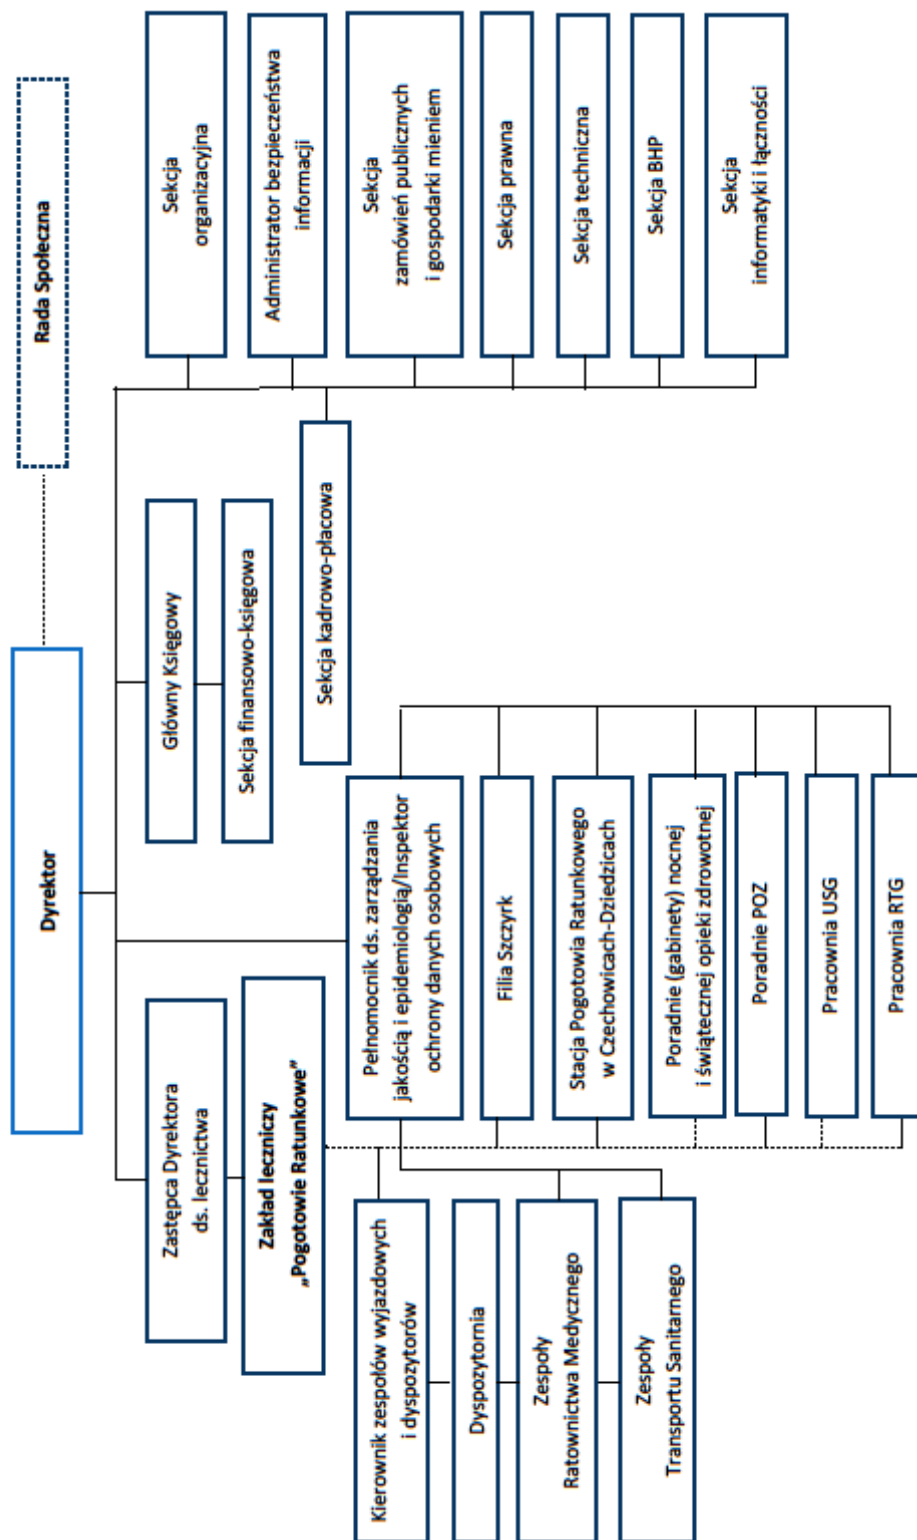 Dyrektor
Rada Społeczna
Zastępca Dyrektora
ds. lecznictwa
Zakład leczniczy
„Pogotowie Ratunkowe”
Główny Księgowy
Sekcja finansowo-księgowa
Sekcja kadrowo-płacowa
Sekcja
organizacyjna
Administrator bezpieczeństwa
informacji
Sekcja
zamówień publicznych
i gospodarki mieniem
Sekcja prawna
Sekcja techniczna
Sekcja BHP
Sekcja
informatyki i łączności
Pełnomocnik ds. zarządzania
jakością i epidemiologią/Inspektor
ochrony danych osobowych
Filia Szczyrk
Stacja Pogotowia Ratunkowego
w Czechowicach-Dziedzicach
Poradnie (gabinety) nocnej
i świątecznej opieki zdrowotnej
Poradnie POZ
Pracownia USG
Pracownia RTG
Kierownik zespołów wyjazdowych
i dyspozytorów
Dyspozytornia
Zespoły
Ratownictwa Medycznego
Zespoły
Transportu Sanitarnego